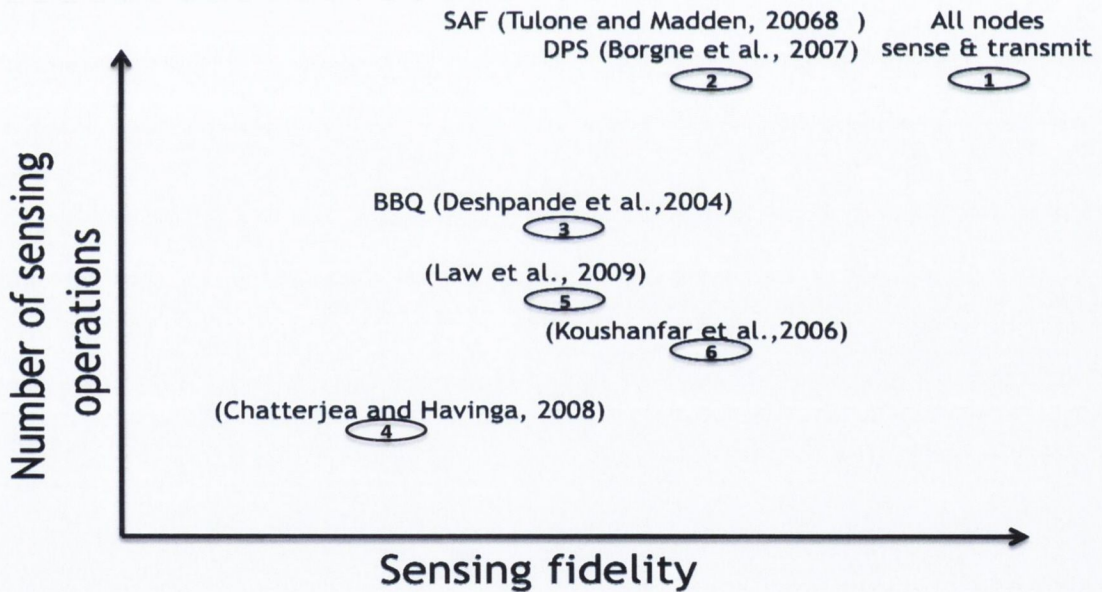 SAF (Tulone and Madden, 20068 )
DPS (Borgne et al., 2007)
All nodes
sense & transmit
2
1
BBQ (Deshpande et al.,2004)
3
(Law et al., 2009)
5
(Koushanfar et al.,2006)
6
(Chatterjea and Havinga, 2008)
4
Number of sensing
operations
Sensing fidelity